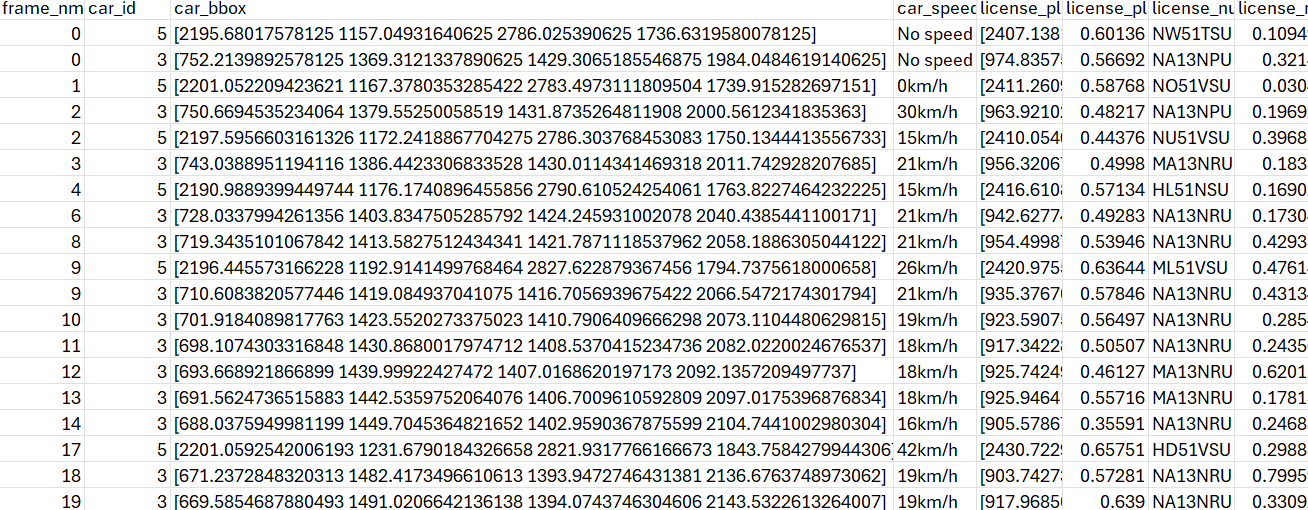 frame_nm car_id car_bbox car_speed license_pl license_pl license_nu license_n
0 5 [2195.68017578125 1157.04931640625 2786.025390625 1736.6319580078125] No speed [2407.138 0.60136 NW51TSU 0.1094
0 3 [752.2139892578125 1369.3121337890625 1429.3065185546875 1984.0484619140625] No speed [974.8357 0.56692 NA13NPU 0.321
1 5 [2201.052209423621 1167.3780353285422 2783.4973111809504 1739.915282697151] 0km/h [2411.260 0.58768 NO51VSU 0.030
2 3 [750.6694535234064 1379.55250058519 1431.8735264811908 2000.5612341835363] 30km/h [963.9210 0.48217 NA13NPU 0.1969
2 5 [2197.5956603161326 1172.2418867704275 2786.303768453083 1750.1344413556733] 15km/h [2410.054 0.44376 NU51VSU 0.3968
3 3 [743.0388951194116 1386.4423306833528 1430.0114341469318 2011.742928207685] 21km/h [956.3206 0.4998 MA13NRU 0.183
4 5 [2190.9889399449744 1176.1740896455856 2790.610524254061 1763.8227464232225] 15km/h [2416.610 0.57134 HL51NSU 0.1690
6 3 [728.0337994261356 1403.8347505285792 1424.245931002078 2040.4385441100171] 21km/h [942.6277 0.49283 NA13NRU 0.1730
8 3 [719.3435101067842 1413.5827512434341 1421.7871118537962 2058.1886305044122] 21km/h [954.4998 0.53946 NA13NRU 0.4293
9 5 [2196.445573166228 1192.9141499768464 2827.622879367456 1794.7375618000658] 26km/h [2420.975 0.63644 ML51VSU 0.4761
9 3 [710.6083820577446 1419.084937041075 1416.7056939675422 2066.5472174301794] 21km/h [935.3767 0.57846 NA13NRU 0.4313
10 3 [701.9184089817763 1423.5520273375023 1410.7906409666298 2073.1104480629815] 19km/h [923.5907 0.56497 NA13NRU 0.285
11 3 [698.1074303316848 1430.8680017974712 1408.5370415234736 2082.0220024676537] 18km/h [917.3422 0.50507 NA13NRU 0.2435
12 3 [693.668921866899 1439.99922427472 1407.0168620197173 2092.1357209497737] 18km/h [925.7424 0.46127 MA13NRU 0.6201
13 3 [691.5624736515883 1442.5359752064076 1406.7009610592809 2097.0175396876834] 18km/h [925.9464 0.55716 MA13NRU 0.1781
14 3 [688.0375949981199 1449.7045364821652 1402.9590367875599 2104.7441002980304] 16km/h [905.5786 0.35591 NA13NRU 0.2468
17 5 [2201.0592542006193 1231.6790184326658 2821.9317766166673 1843.7584279944306] 42km/h [2430.722 0.65751 HD51VSU 0.2988
18 3 [671.2372848320313 1482.4173496610613 1393.9472746431381 2136.6763748973062] 19km/h [903.7427 0.57281 NA13NRU 0.7995
19 3 [669.5854687880493 1491.0206642136138 1394.0743746304606 2143.5322613264007] 19km/h [917.9685 0.639 NA13NRU 0.3309